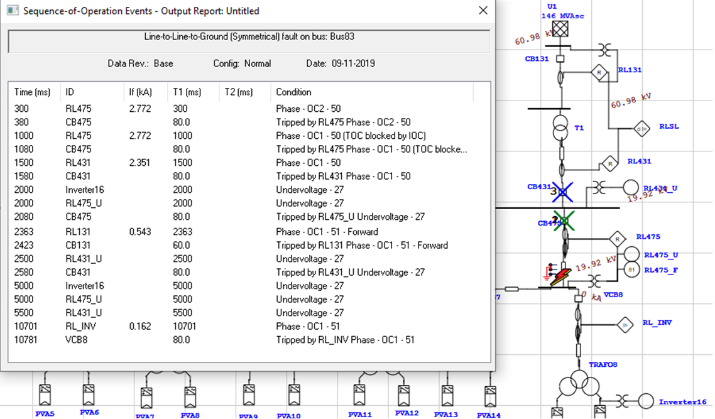 Sequence-of-Operation Events - Output Report: Untitled
Line-to-Line-to-Ground (Symmetrical) fault on bus: Bus83
Data Rev.: Base Config: Normal Date: 09-11-2019
Time (ms) ID If (kA) T1 (ms) T2 (ms) Condition
300 RL475 2.772 300 Phase - OC2 - 50
380 CB475 80.0 Tripped by RL475 Phase - OC2 - 50
1000 RL475 2.772 1000 Phase - OC1 - 50 (TOC blocked by IOC)
1080 CB475 80.0 Tripped by RL475 Phase - OC1 - 50 (TOC blocke...
1500 RL431 2.351 1500 Phase - OC1 - 50
1580 CB431 80.0 Tripped by RL431 Phase - OC1 - 50
2000 Inverter16 2000 Undervoltage - 27
2000 RL475_U 2000 Undervoltage - 27
2080 CB475 80.0 Tripped by RL475_U Undervoltage - 27
2363 RL131 0.543 2363 Phase - OC1 - 51 - Forward
2423 CB131 60.0 Tripped by RL131 Phase - OC1 - 51 - Forward
2500 RL431_U 2500 Undervoltage - 27
2580 CB431 80.0 Tripped by RL431_U Undervoltage - 27
5000 Inverter16 5000 Undervoltage - 27
5000 RL475_U 5000 Undervoltage - 27
5500 RL431_U 5500 Undervoltage - 27
10701 RL_INV 0.162 10701 Phase - OC1 - 51
10781 VCB8 80.0 Tripped by RL_INV Phase - OC1 - 51
U1
146 MVAsc
60.98 kV
CB131
R
RL131
60.98 kV
T1
RLSL
R
RL431
CB431
3
RL431_U
19.92 kV
2
R
RL475
RL475_U
19.92 kV
81
RL475_F
0 kA
VCB8
RL_INV
TRAFO8
Inverter16
PVA5
PVA6
PVA7
PVA8
PVA9
PVA10
PVA11
PVA12
PVA13
PVA14